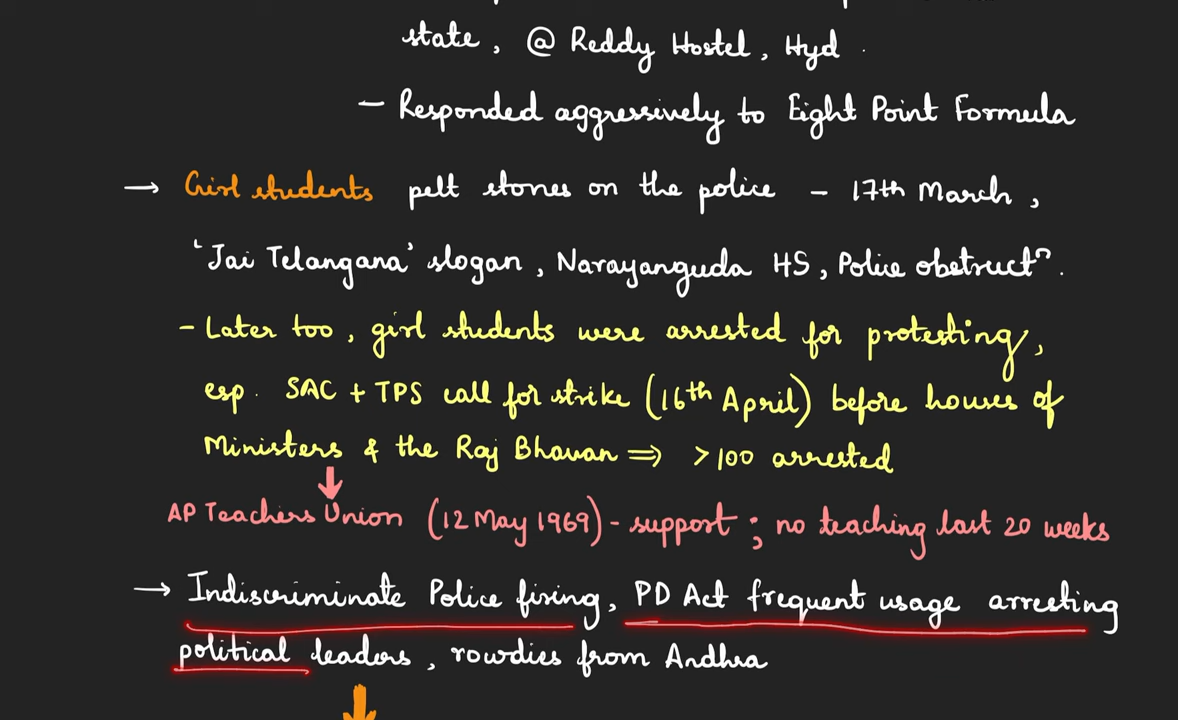 state, @ Reddy Hostel, Hyd.
– Responded aggressively to Eight Point Formula
→ Girl students pelt stones on the police – 17th March,
'Jai Telangana' slogan, Narayanguda HS, Police obstructⁿ.
– Later too, girl students were arrested for protesting,
esp. SAC + TPS call for strike (16th April) before houses of
Ministers & the Raj Bhavan ⇒ >100 arrested
↓
AP Teachers Union (12 May 1969) - support; no teaching last 20 weeks
→ Indiscriminate Police firing, PD Act frequent usage arresting
political leaders, rowdies from Andhra
↓